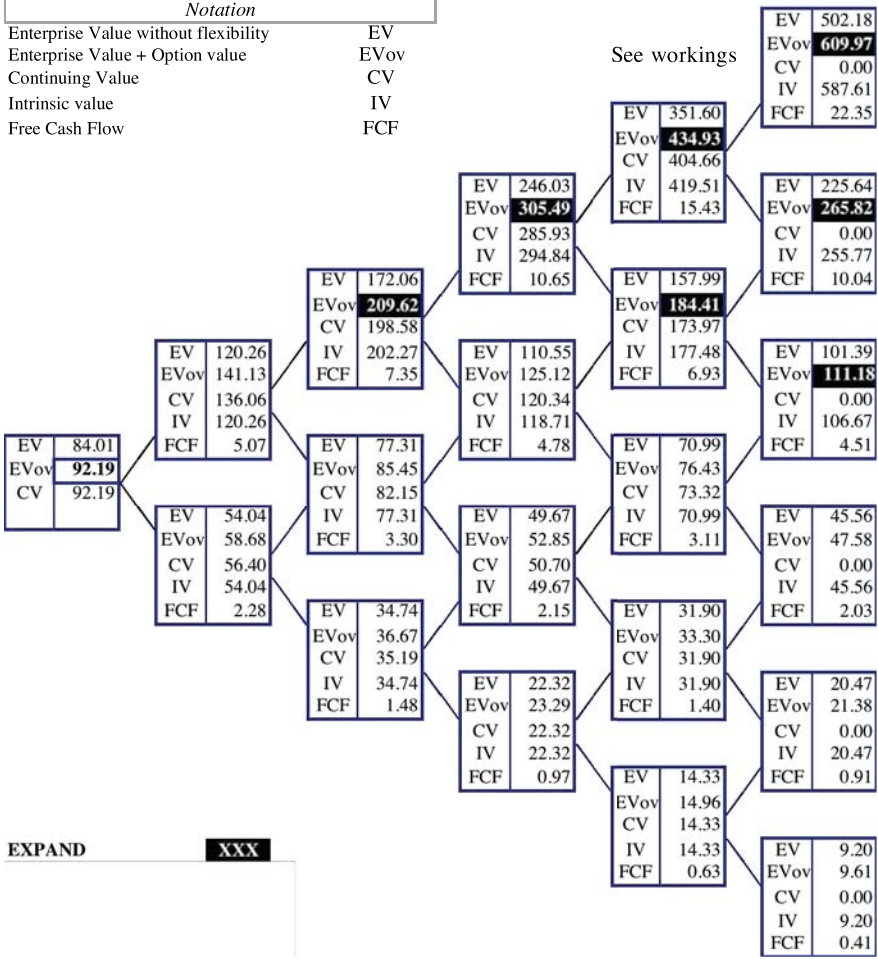 Notation
Enterprise Value without flexibility EV
Enterprise Value + Option value EVov
Continuing Value CV
Intrinsic value IV
Free Cash Flow FCF
See workings
EV 502.18
EVov 609.97
CV 0.00
IV 587.61
FCF 22.35
EV 351.60
EVov 434.93
CV 404.66
IV 419.51
FCF 15.43
EV 246.03
EVov 305.49
CV 285.93
IV 294.84
FCF 10.65
EV 225.64
EVov 265.82
CV 0.00
IV 255.77
FCF 10.04
EV 172.06
EVov 209.62
CV 198.58
IV 202.27
FCF 7.35
EV 157.99
EVov 184.41
CV 173.97
IV 177.48
FCF 6.93
EV 120.26
EVov 141.13
CV 136.06
IV 120.26
FCF 5.07
EV 110.55
EVov 125.12
CV 120.34
IV 118.71
FCF 4.78
EV 101.39
EVov 111.18
CV 0.00
IV 106.67
FCF 4.51
EV 84.01
EVov 92.19
CV 92.19
EV 77.31
EVov 85.45
CV 82.15
IV 77.31
FCF 3.30
EV 70.99
EVov 76.43
CV 73.32
IV 70.99
FCF 3.11
EV 54.04
EVov 58.68
CV 56.40
IV 54.04
FCF 2.28
EV 49.67
EVov 52.85
CV 50.70
IV 49.67
FCF 2.15
EV 45.56
EVov 47.58
CV 0.00
IV 45.56
FCF 2.03
EV 34.74
EVov 36.67
CV 35.19
IV 34.74
FCF 1.48
EV 31.90
EVov 33.30
CV 31.90
IV 31.90
FCF 1.40
EV 22.32
EVov 23.29
CV 22.32
IV 22.32
FCF 0.97
EV 20.47
EVov 21.38
CV 0.00
IV 20.47
FCF 0.91
EV 14.33
EVov 14.96
CV 14.33
IV 14.33
FCF 0.63
EXPAND XXX
EV 9.20
EVov 9.61
CV 0.00
IV 9.20
FCF 0.41